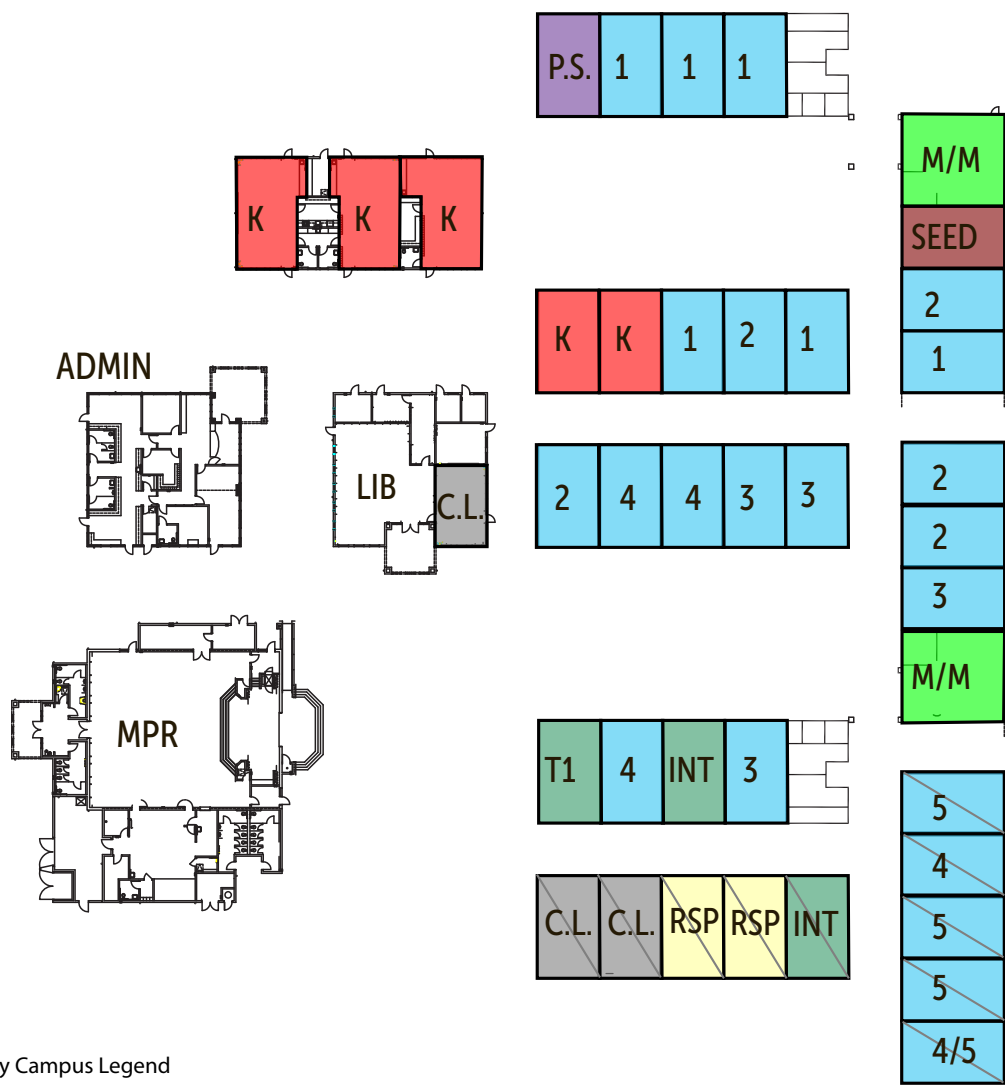 P.S. 1 1 1
M/M
K K K
SEED
2
K K 1 2 1
1
ADMIN
LIB
C.L.
2 4 4 3 3
2
2
3
M/M
MPR
T1 4 INT 3
5
4
C.L. C.L. RSP RSP INT
5
5
4/5
y Campus Legend